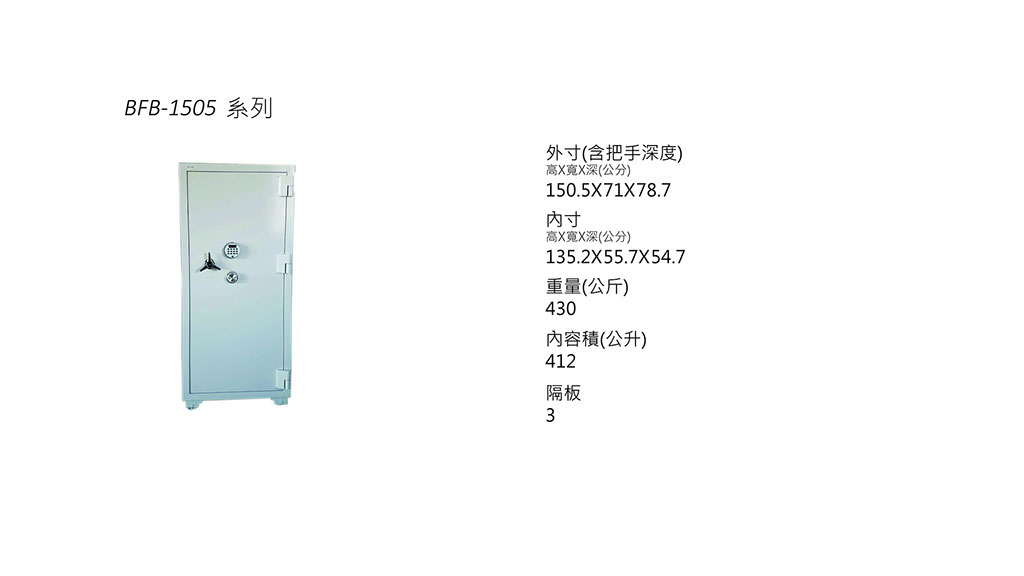 BFB-1505 系列
外寸(含把手深度)
高X寬X深(公分)
150.5X71X78.7
內寸
高X寬X深(公分)
135.2X55.7X54.7
重量(公斤)
430
內容積(公升)
412
隔板
3